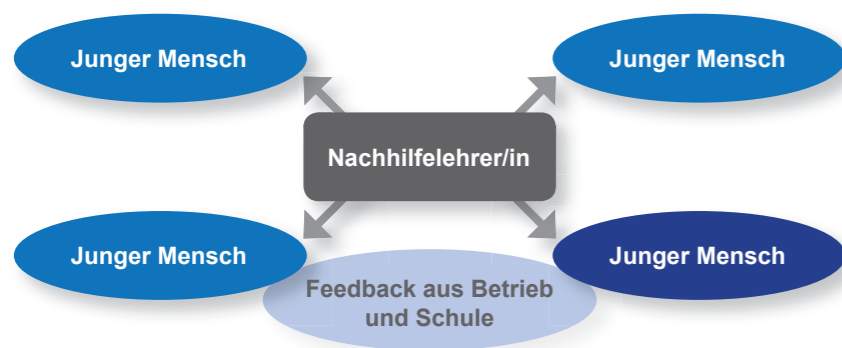 Junger Mensch
Junger Mensch
Nachhilfelehrer/in
Junger Mensch
Junger Mensch
Feedback aus Betrieb
und Schule